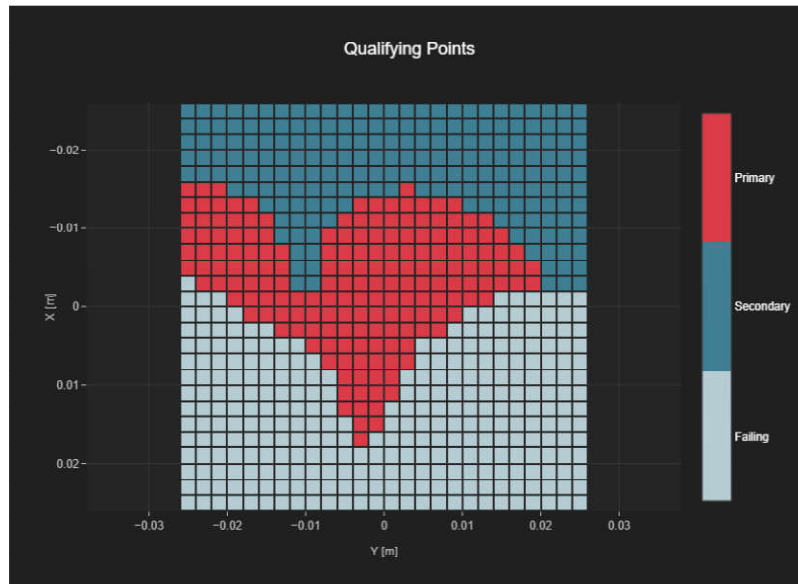 Qualifying Points
−0.02
−0.01
0
0.01
0.02
X [m]
−0.03
−0.02
−0.01
0
0.01
0.02
0.03
Y [m]
Primary
Secondary
Failing